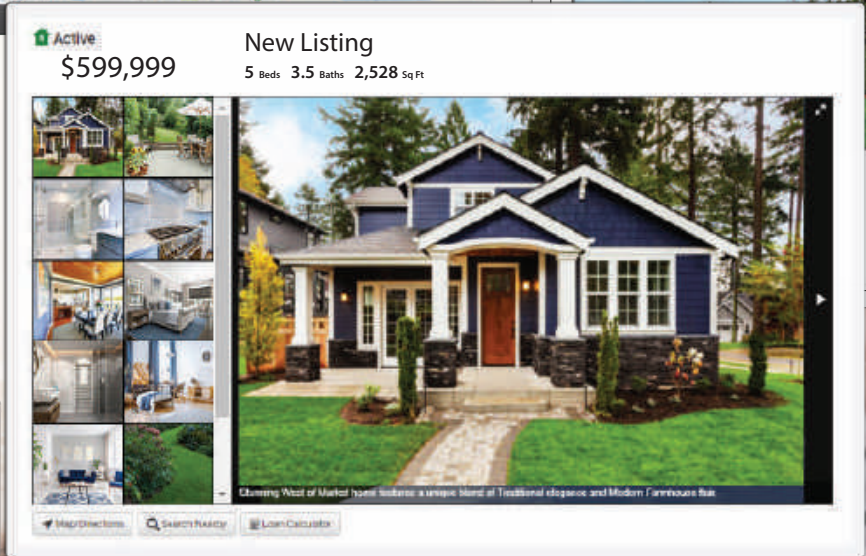 Active
$599,999
New Listing
5 Beds 3.5 Baths 2,528 Sq Ft
Stunning West of Market home features a unique blend of Traditional elegance and Modern Farmhouse flair
Map/Directions
Search Nearby
Loan Calculator